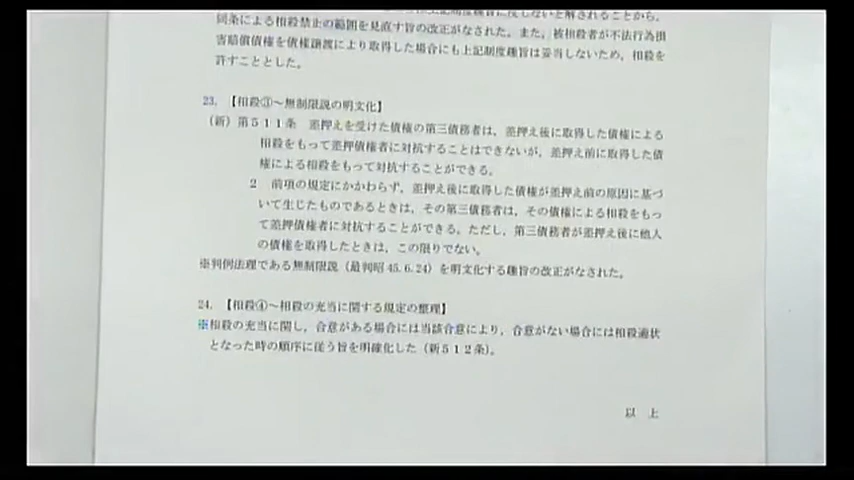 同条による相殺禁止の範囲を見直す旨の改正がなされた。また，被相殺者が不法行為損
害賠償債権を債権譲渡により取得した場合にも上記制度趣旨は妥当しないため，相殺を
許すこととした。
23．【相殺③～無制限説の明文化】
（新）第５１１条　差押えを受けた債権の第三債務者は，差押え後に取得した債権による
相殺をもって差押債権者に対抗することはできないが，差押え前に取得した債
権による相殺をもって対抗することができる。
２　前項の規定にかかわらず，差押え後に取得した債権が差押え前の原因に基づ
いて生じたものであるときは，その第三債務者は，その債権による相殺をもっ
て差押債権者に対抗することができる。ただし，第三債務者が差押え後に他人
の債権を取得したときは，この限りでない。
※判例法理である無制限説（最判昭45.6.24）を明文化する趣旨の改正がなされた。
24．【相殺④～相殺の充当に関する規定の整理】
※相殺の充当に関し，合意がある場合には当該合意により，合意がない場合には相殺適状
となった時の順序に従う旨を明確化した（新５１２条）。
以　上